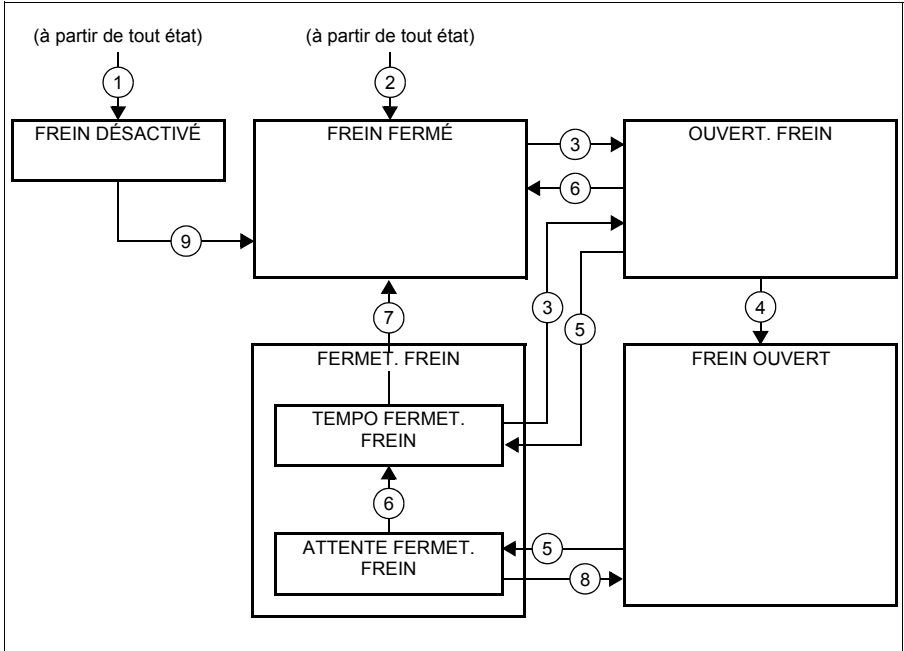 (à partir de tout état)
(à partir de tout état)
1
2
FREIN DÉSACTIVÉ
FREIN FERMÉ
OUVERT. FREIN
3
6
9
3
5
7
4
FERMET. FREIN
FREIN OUVERT
TEMPO FERMET.
FREIN
6
ATTENTE FERMET.
FREIN
5
8